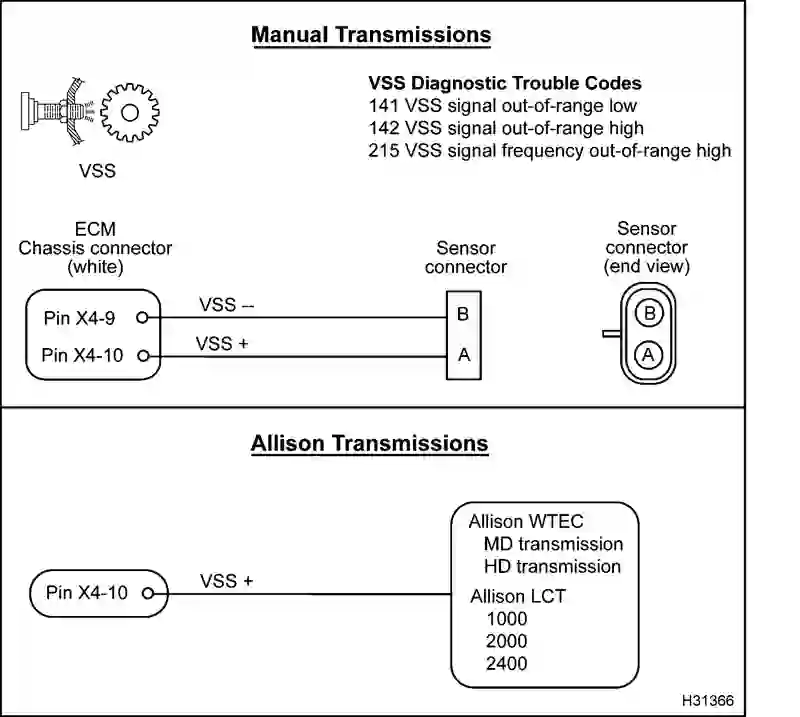 Manual Transmissions
VSS Diagnostic Trouble Codes
141 VSS signal out-of-range low
142 VSS signal out-of-range high
215 VSS signal frequency out-of-range high
VSS
ECM
Chassis connector
(white)
Sensor
connector
Sensor
connector
(end view)
Pin X4-9
VSS --
B
B
Pin X4-10
VSS +
A
A
Allison Transmissions
Pin X4-10
VSS +
Allison WTEC
MD transmission
HD transmission
Allison LCT
1000
2000
2400
H31366